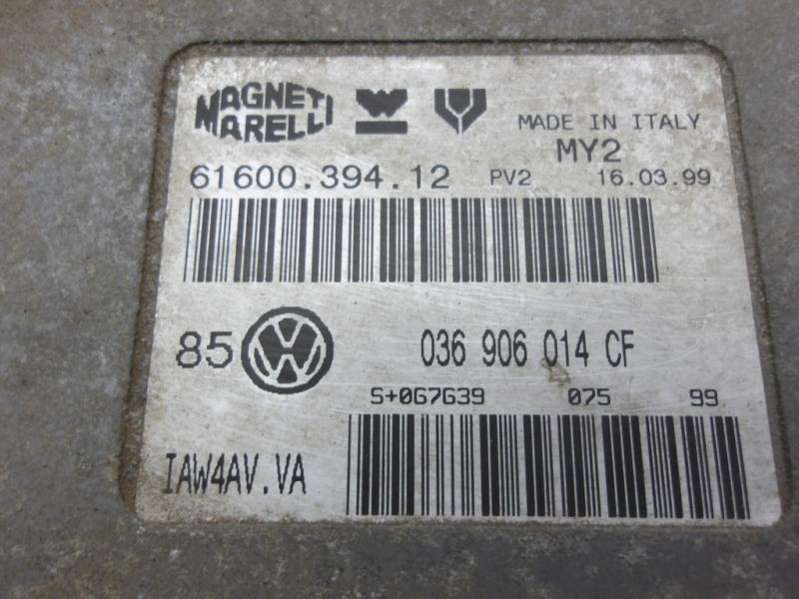 MAGNETI
MARELLI
MADE IN ITALY
MY2
61600.394.12 PV2 16.03.99
85 VW 036 906 014 CF
S+067639 075 99
IAW4AV.VA